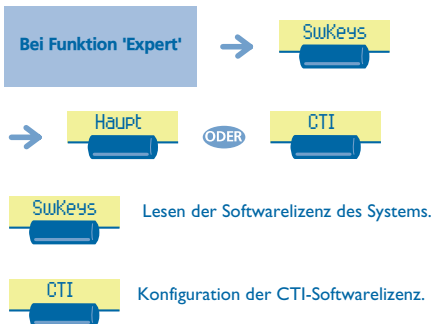 Bei Funktion 'Expert'
SwKeys
Haupt
ODER
CTI
SwKeys
Lesen der Softwarelizenz des Systems.
CTI
Konfiguration der CTI-Softwarelizenz.